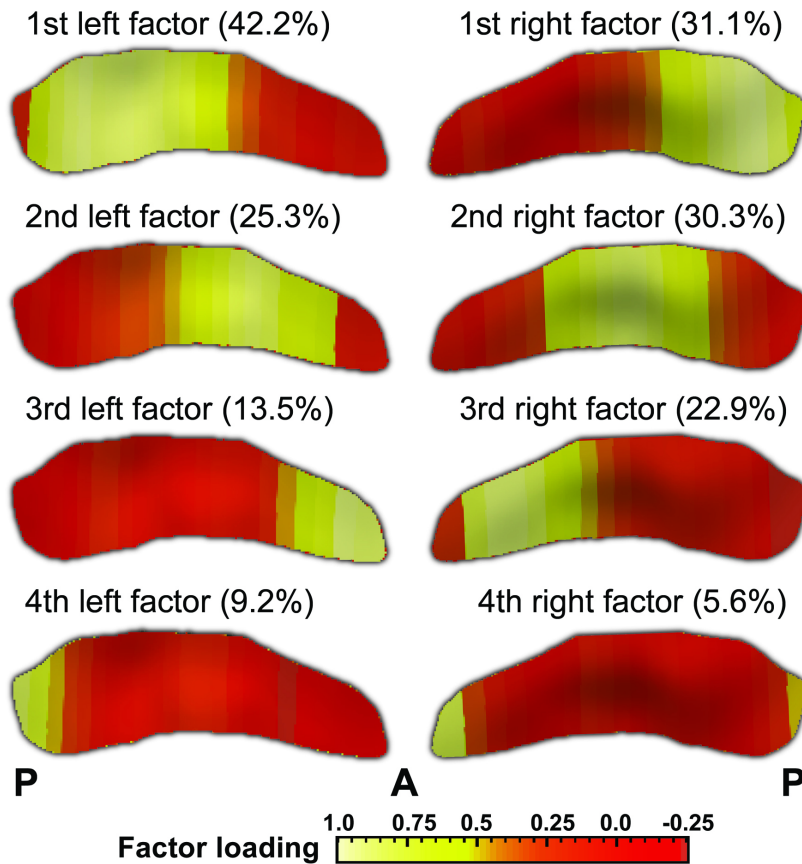 1st left factor (42.2%) 1st right factor (31.1%)
2nd left factor (25.3%) 2nd right factor (30.3%)
3rd left factor (13.5%) 3rd right factor (22.9%)
4th left factor (9.2%) 4th right factor (5.6%)
P A P
1.0 0.75 0.5 0.25 0.0 -0.25
Factor loading